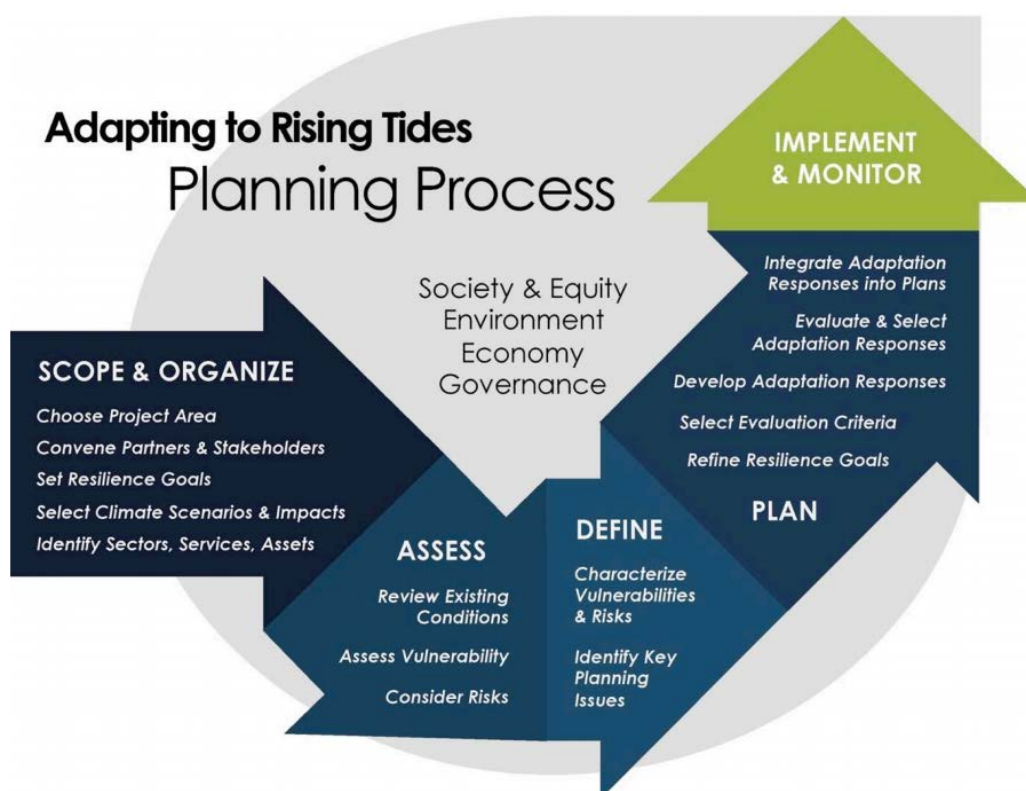 Adapting to Rising Tides
Planning Process
Society & Equity
Environment
Economy
Governance
SCOPE & ORGANIZE
Choose Project Area
Convene Partners & Stakeholders
Set Resilience Goals
Select Climate Scenarios & Impacts
Identify Sectors, Services, Assets
ASSESS
Review Existing
Conditions
Assess Vulnerability
Consider Risks
DEFINE
Characterize
Vulnerabilities
& Risks
Identify Key
Planning
Issues
IMPLEMENT
& MONITOR
Integrate Adaptation
Responses into Plans
Evaluate & Select
Adaptation Responses
Develop Adaptation Responses
Select Evaluation Criteria
Refine Resilience Goals
PLAN